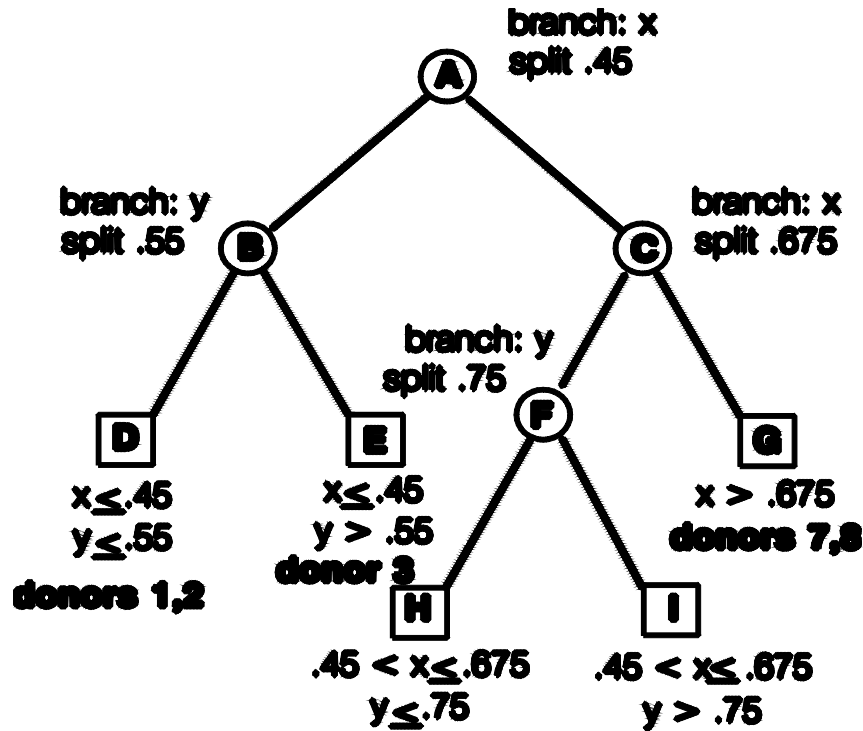 branch: x
split .45
A
branch: y
split .55
B
branch: x
split .675
C
branch: y
split .75
F
D
x≤.45
y≤.55
donors 1,2
E
x≤.45
y > .55
donor 3
G
x > .675
donors 7,8
H
.45 < x≤.675
y≤.75
I
.45 < x≤.675
y > .75